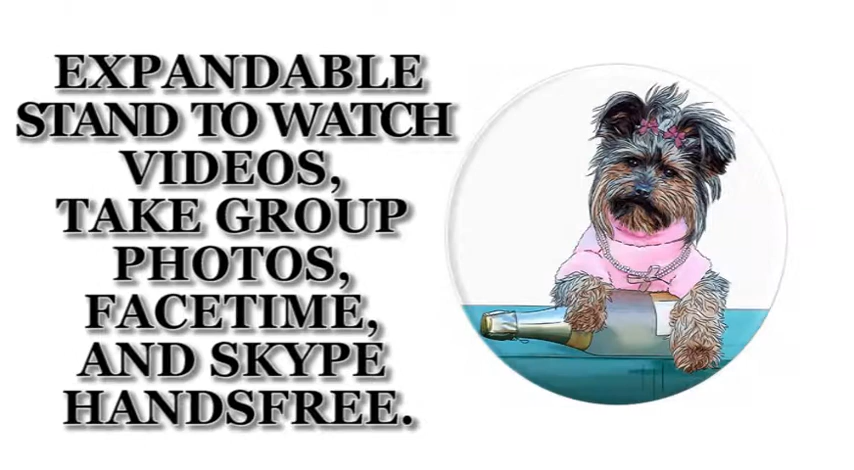 EXPANDABLE
STAND TO WATCH
VIDEOS,
TAKE GROUP
PHOTOS,
FACETIME,
AND SKYPE
HANDSFREE.